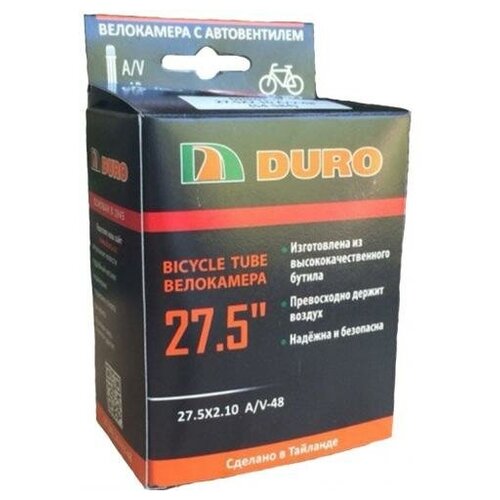 ВЕЛОКАМЕРА С АВТОВЕНТИЛЕМ
A/V
DURO
BICYCLE TUBE
ВЕЛОКАМЕРА
27.5"
Изготовлена из
высококачественного
бутила
Превосходно держит
воздух
Надёжна и безопасна
27.5X2.10 A/V-48
Сделано в Тайланде